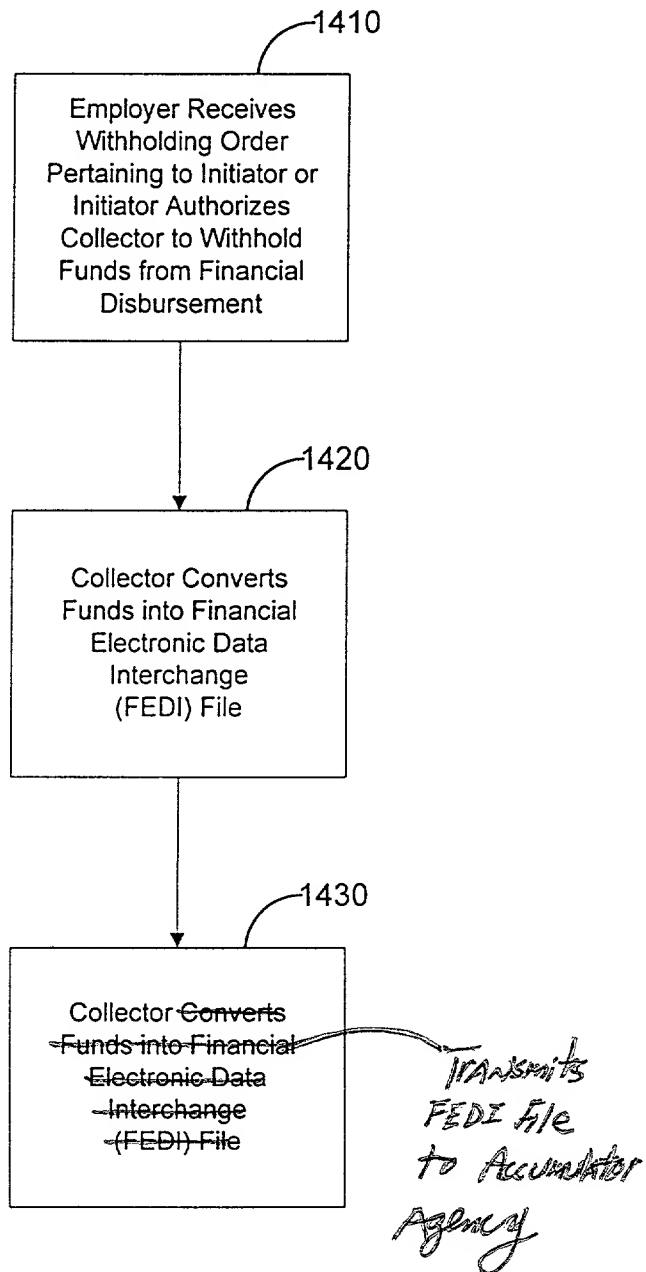 1410
Employer Receives
Withholding Order
Pertaining to Initiator or
Initiator Authorizes
Collector to Withhold
Funds from Financial
Disbursement
1420
Collector Converts
Funds into Financial
Electronic Data
Interchange
(FEDI) File
1430
Collector Converts
Funds into Financial
Electronic Data
Interchange
(FEDI) File
Transmits
FEDI File
to Accumulator
Agency